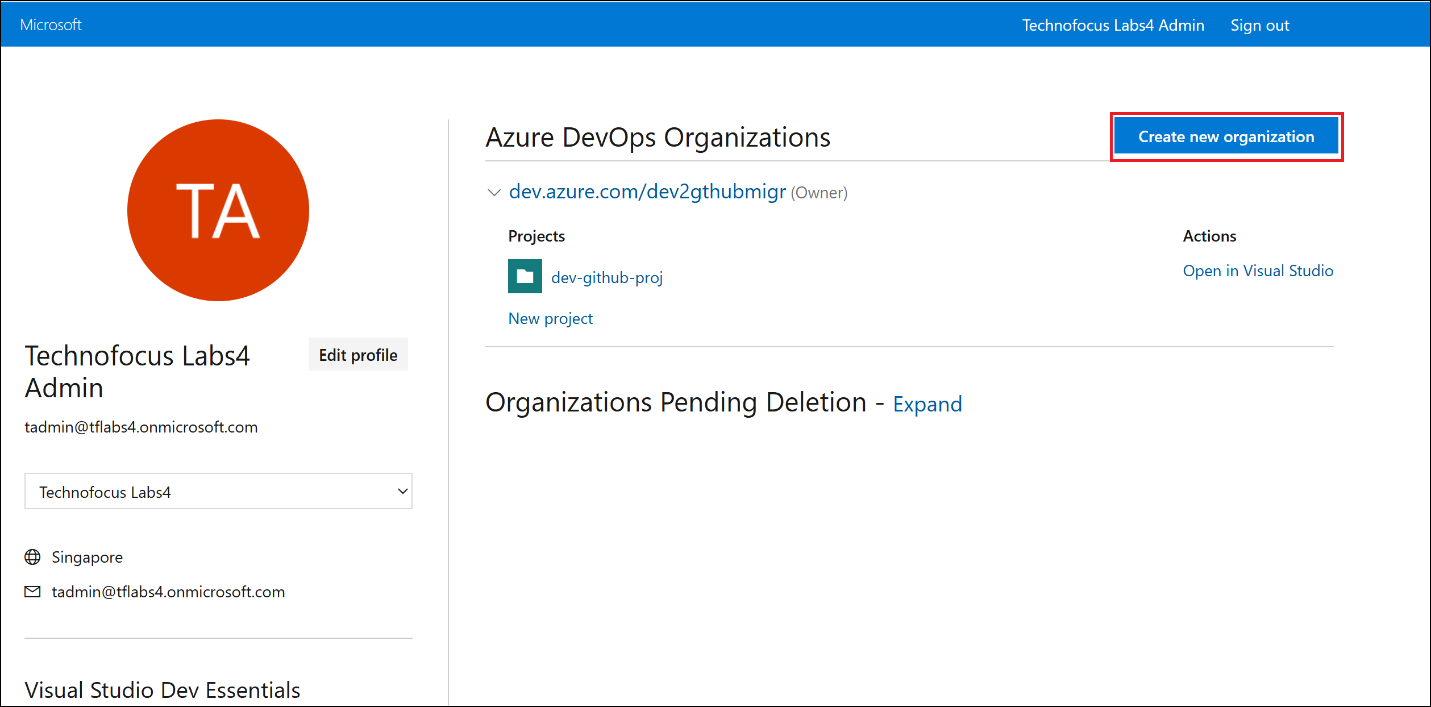 Microsoft
Technofocus Labs4 Admin
Sign out
TA
Technofocus Labs4
Admin
Edit profile
tadmin@tflabs4.onmicrosoft.com
Technofocus Labs4
Singapore
tadmin@tflabs4.onmicrosoft.com
Visual Studio Dev Essentials
Azure DevOps Organizations
Create new organization
dev.azure.com/dev2gthubmigr (Owner)
Projects
dev-github-proj
New project
Actions
Open in Visual Studio
Organizations Pending Deletion - Expand